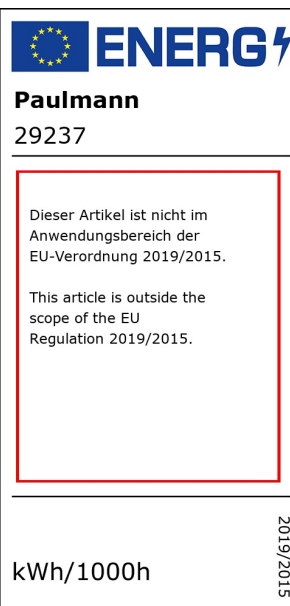 ENERG
Paulmann
29237
Dieser Artikel ist nicht im
Anwendungsbereich der
EU-Verordnung 2019/2015.
This article is outside the
scope of the EU
Regulation 2019/2015.
kWh/1000h
2019/2015